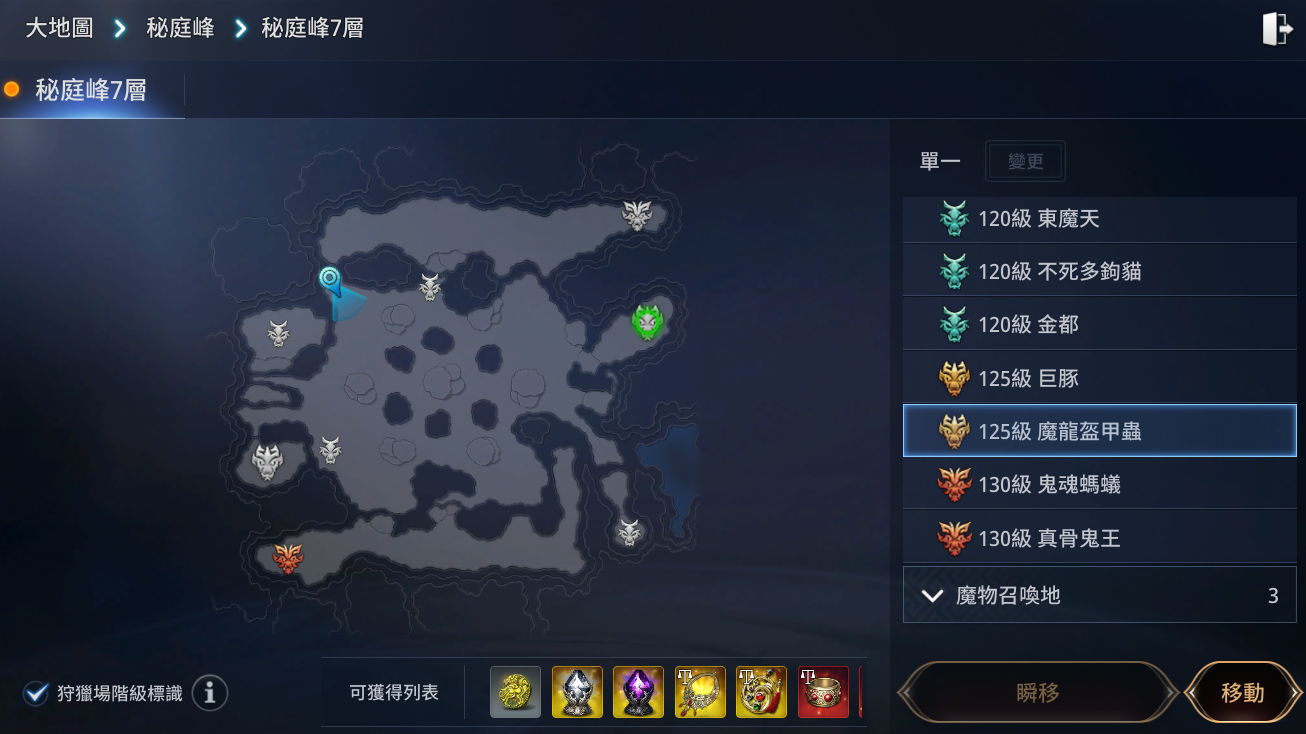 大地圖 秘庭峰 秘庭峰7層
秘庭峰7層
單一 變更
120級 東魔天
120級 不死多鉤貓
120級 金都
125級 巨豚
125級 魔龍盔甲蟲
130級 鬼魂螞蟻
130級 真骨鬼王
魔物召喚地 3
狩獵場階級標識
可獲得列表
T T T
瞬移
移動